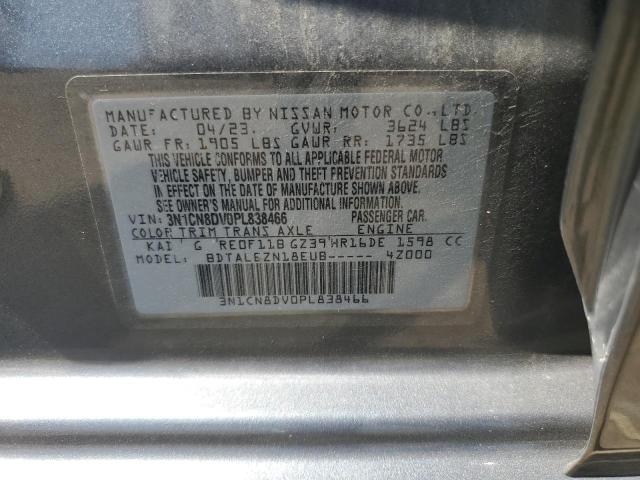 MANUFACTURED BY NISSAN MOTOR CO.,LTD.
DATE: 04/23. GVWR: 3624 LBS
GAWR FR: 1905 LBS GAWR RR: 1735 LBS
THIS VEHICLE CONFORMS TO ALL APPLICABLE FEDERAL MOTOR
VEHICLE SAFETY, BUMPER AND THEFT PREVENTION STANDARDS
IN EFFECT ON THE DATE OF MANUFACTURE SHOWN ABOVE.
SEE OWNER'S MANUAL FOR ADDITIONAL INFORMATION.
VIN: 3N1CN8DV0PL838466 PASSENGER CAR.
COLOR TRIM TRANS AXLE ENGINE
KAI G RE0F11B GZ39 HR16DE 1598 CC
MODEL: BDTALEZN18EUB----- 4Z000
3N1CN8DV0PL838466